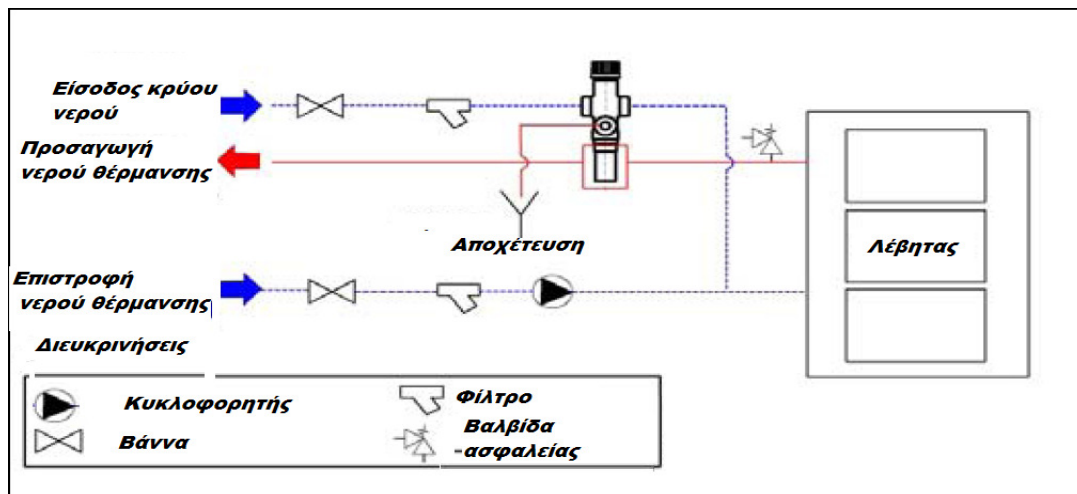 Είσοδος κρύου
νερού
Προσαγωγή
νερού θέρμανσης
Αποχέτευση
Λέβητας
Επιστροφή
νερού θέρμανσης
Διευκρινήσεις
Κυκλοφορητής
Φίλτρο
Βάννα
Βαλβίδα
-ασφαλείας